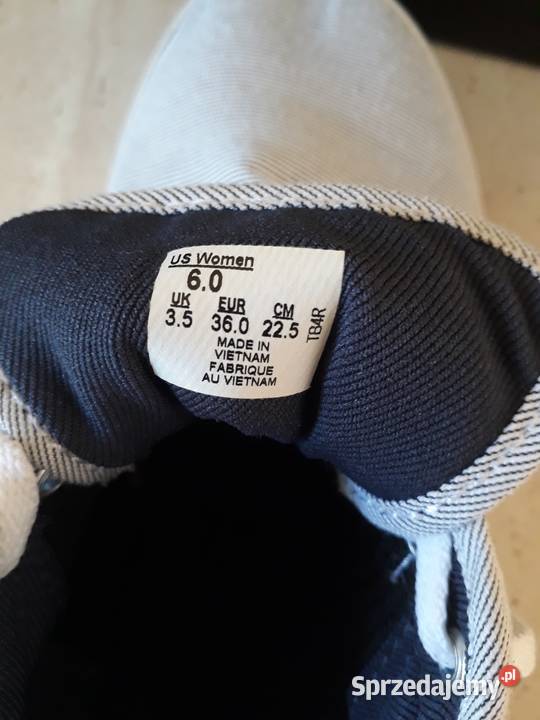 US Women
6.0
UK EUR CM
3.5 36.0 22.5
TB4R
MADE IN
VIETNAM
FABRIQUE
AU VIETNAM
Sprzedajemy.pl